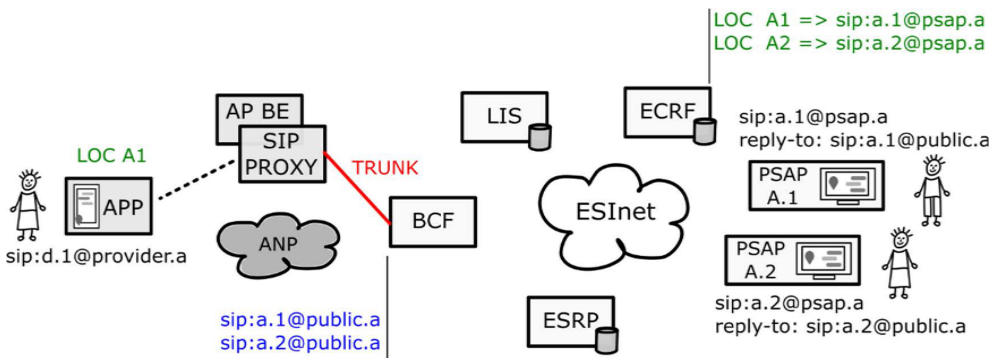 LOC A1 => sip:a.1@psap.a
LOC A2 => sip:a.2@psap.a
AP BE
SIP
PROXY
LIS
ECRF
sip:a.1@psap.a
reply-to: sip:a.1@public.a
LOC A1
TRUNK
PSAP
A.1
APP
BCF
ESInet
ANP
sip:d.1@provider.a
PSAP
A.2
sip:a.2@psap.a
reply-to: sip:a.2@public.a
sip:a.1@public.a
sip:a.2@public.a
ESRP